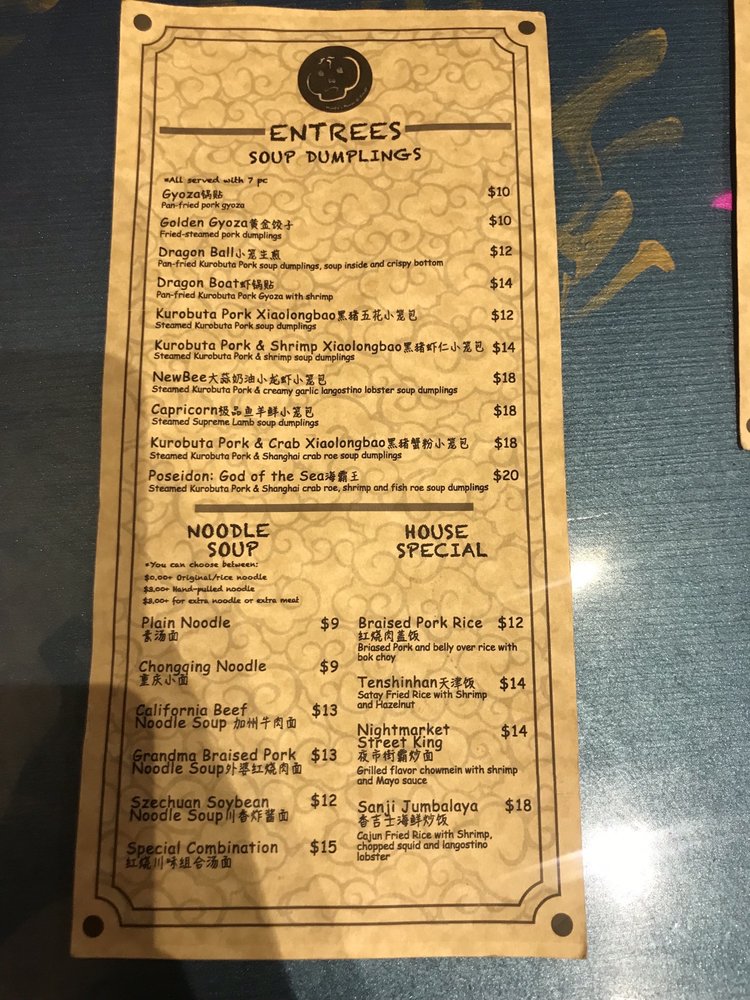 ENTREES
SOUP DUMPLINGS
*All served with 7 pc
Gyoza锅贴 $10
Pan-fried pork gyoza
Golden Gyoza黄金饺子 $10
Fried-steamed pork dumplings
Dragon Ball小笼生煎 $12
Pan-fried Kurobuta Pork soup dumplings, soup inside and crispy bottom
Dragon Boat虾锅贴 $14
Pan-fried Kurobuta Pork Gyoza with shrimp
Kurobuta Pork Xiaolongbao黑猪五花小笼包 $12
Steamed Kurobuta Pork soup dumplings
Kurobuta Pork & Shrimp Xiaolongbao黑猪虾仁小笼包 $14
Steamed Kurobuta Pork & shrimp soup dumplings
NewBee大蒜奶油小龙虾小笼包 $18
Steamed Kurobuta Pork & creamy garlic langostino lobster soup dumplings
Capricorn极品鱼羊鲜小笼包 $18
Steamed Supreme Lamb soup dumplings
Kurobuta Pork & Crab Xiaolongbao黑猪蟹粉小笼包 $18
Steamed Kurobuta Pork & Shanghai crab roe soup dumplings
Poseidon: God of the Sea海霸王 $20
Steamed Kurobuta Pork & Shanghai crab roe, shrimp and fish roe soup dumplings
NOODLE
SOUP
*You can choose between:
$0.00+ Original/rice noodle
Hand-pulled noodle
for extra noodle or extra meat
Plain Noodle $9
素汤面
Chongqing Noodle $9
重庆小面
California Beef $13
Noodle Soup 加州牛肉面
Grandma Braised Pork $13
Noodle Soup外婆红烧肉面
Szechuan Soybean $12
Noodle Soup川香炸酱面
Special Combination $15
红烧川味组合汤面
HOUSE
SPECIAL
Braised Pork Rice $12
红烧肉盖饭
Briased Pork and belly over rice with
bok choy
Tenshinhan天津饭 $14
Satay Fried Rice with Shrimp
and Hazelnut
Nightmarket $14
Street King
夜市街霸炒面
Grilled flavor chowmein with shrimp
and Mayo sauce
Sanji Jumbalaya $18
香吉士海鲜炒饭
Cajun Fried Rice with Shrimp,
chopped squid and langostino
lobster